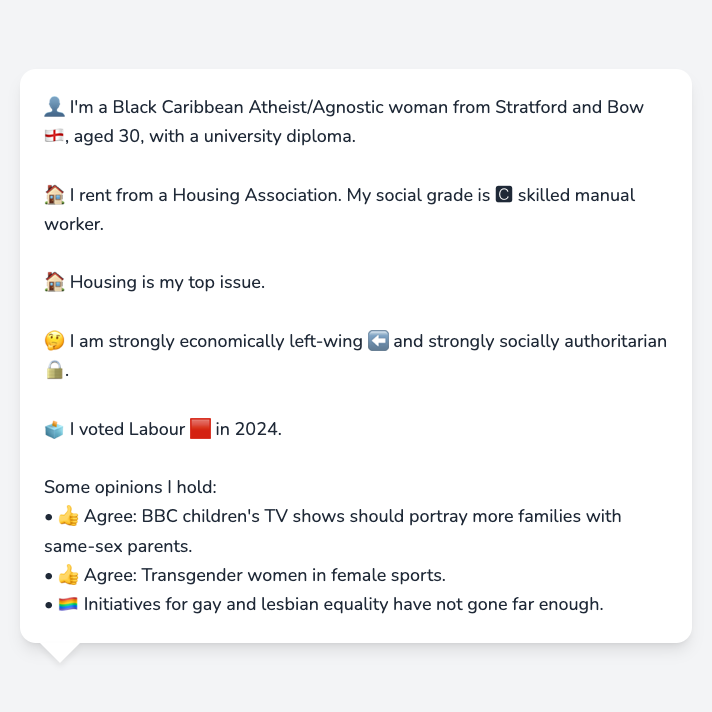 👤 I'm a Black Caribbean Atheist/Agnostic woman from Stratford and Bow
🏴󠁧󠁢󠁥󠁮󠁧󠁿, aged 30, with a university diploma.
🏠 I rent from a Housing Association. My social grade is 🅲 skilled manual
worker.
🏠 Housing is my top issue.
🤔 I am strongly economically left-wing ⬅️ and strongly socially authoritarian
🔒.
🗳️ I voted Labour 🟥 in 2024.
Some opinions I hold:
• 👍 Agree: BBC children's TV shows should portray more families with
same-sex parents.
• 👍 Agree: Transgender women in female sports.
• 🏳️‍🌈 Initiatives for gay and lesbian equality have not gone far enough.